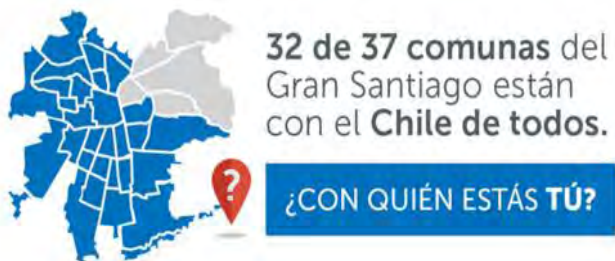 32 de 37 comunas del
Gran Santiago están
con el Chile de todos.
?
¿CON QUIÉN ESTÁS TÚ?